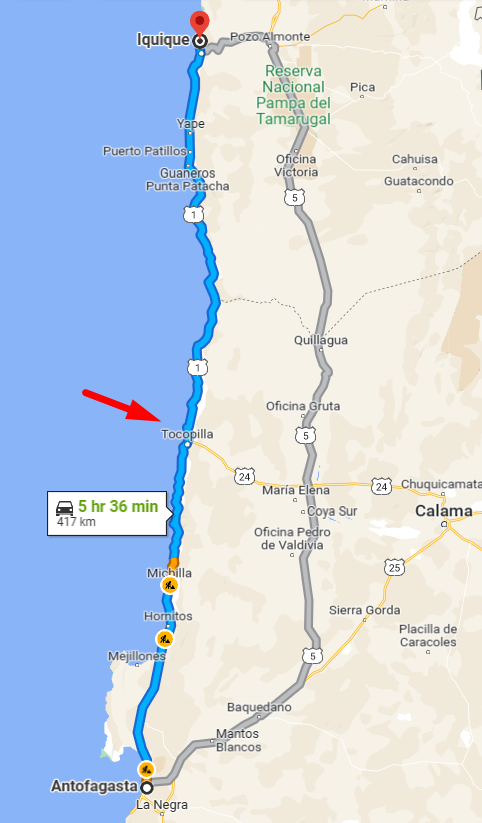 Iquique
Pozo Almonte
Reserva
Nacional
Pampa del
Tamarugal
Pica
Yape
Puerto Patillos
Guaneros
Punta Patacha
Oficina
Victoria
Cahuisa
Guatacondo
5
1
Quillagua
1
Oficina Gruta
5
Tocopilla
24
María Elena
24
Chuquicamata
5 hr 36 min
417 km
Coya Sur
Calama
Oficina Pedro
de Valdivia
Michilla
25
Hornitos
Sierra Gorda
Placilla de
Caracoles
Mejillones
5
Baquedano
Mantos
Blancos
Antofagasta
La Negra